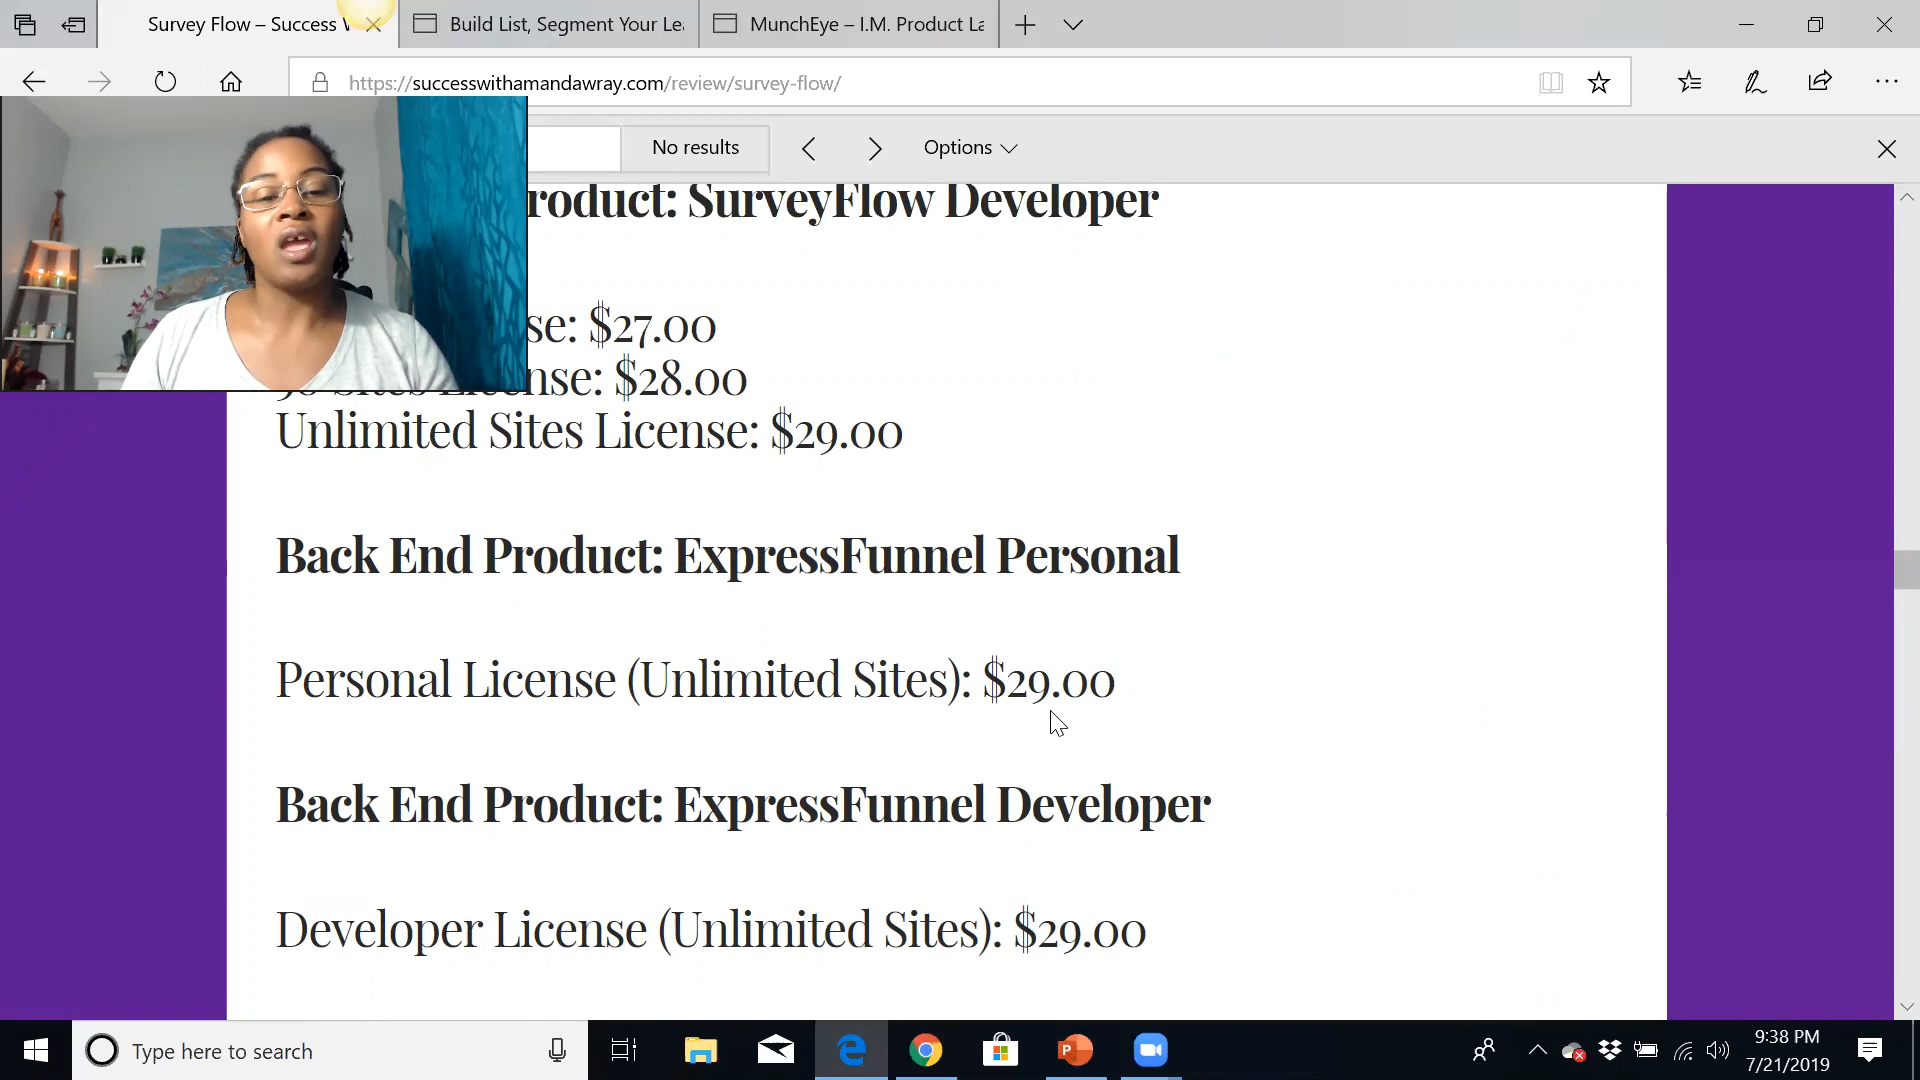 Survey Flow – Success W
Build List, Segment Your Lea
MunchEye – I.M. Product La
https://successwithamandawray.com/review/survey-flow/
No results
Options
roduct: SurveyFlow Developer
se: $27.00
nse: $28.00
Unlimited Sites License: $29.00
Back End Product: ExpressFunnel Personal
Personal License (Unlimited Sites): $29.00
Back End Product: ExpressFunnel Developer
Developer License (Unlimited Sites): $29.00
Type here to search
9:38 PM
7/21/2019